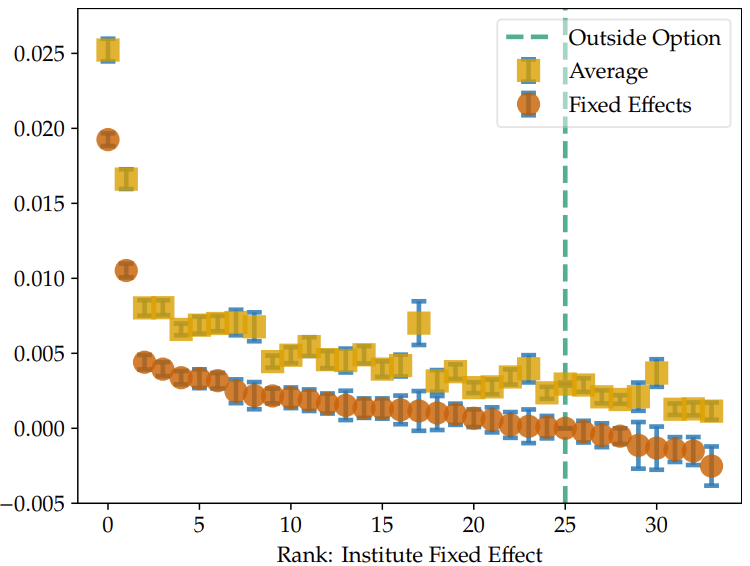 0.025
0.020
0.015
0.010
0.005
0.000
−0.005
Outside Option
Average
Fixed Effects
0 5 10 15 20 25 30
Rank: Institute Fixed Effect